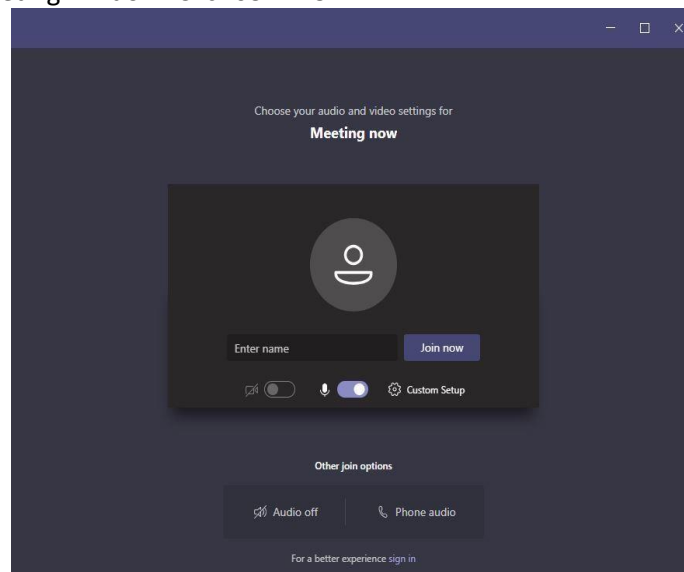 Choose your audio and video settings for
Meeting now
Enter name
Join now
Custom Setup
Other join options
Audio off
Phone audio
For a better experience sign in